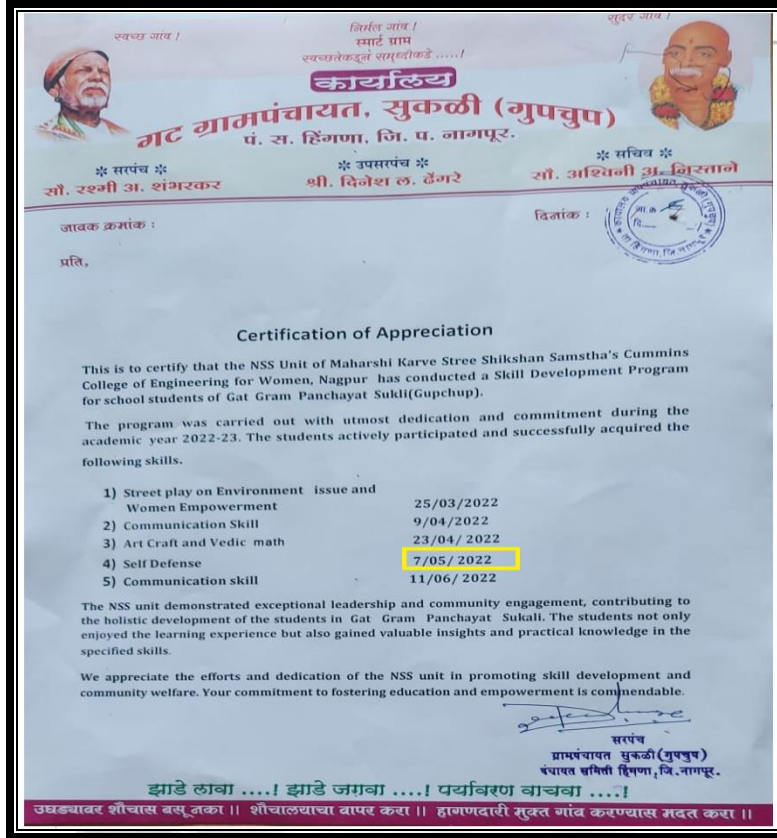 स्वच्छ गांव !
निर्मल गांव !
सुंदर गांव !
स्मार्ट ग्राम
स्वच्छतेकडून समृध्दीकडे .....!
कार्यालय
गट ग्रामपंचायत, सुकळी (गुपचुप)
पं. स. हिंगणा, जि. प. नागपूर.
सरपंच
उपसरपंच
सचिव
सौ. रश्मी अ. शंभरकर
श्री. दिनेश ल. ढेंगरे
सौ. अश्विनी अ. निस्ताने
जावक क्रमांक :
दिनांक :
प्रति,
Certification of Appreciation
This is to certify that the NSS Unit of Maharshi Karve Stree Shikshan Samstha's Cummins
College of Engineering for Women, Nagpur has conducted a Skill Development Program
for school students of Gat Gram Panchayat Sukli(Gupchup).
The program was carried out with utmost dedication and commitment during the
academic year 2022-23. The students actively participated and successfully acquired the
following skills.
1) Street play on Environment issue and
Women Empowerment 25/03/2022
2) Communication Skill 9/04/2022
3) Art Craft and Vedic math 23/04/ 2022
4) Self Defense 7/05/ 2022
5) Communication skill 11/06/ 2022
The NSS unit demonstrated exceptional leadership and community engagement, contributing to
the holistic development of the students in Gat Gram Panchayat Sukali. The students not only
enjoyed the learning experience but also gained valuable insights and practical knowledge in the
specified skills.
We appreciate the efforts and dedication of the NSS unit in promoting skill development and
community welfare. Your commitment to fostering education and empowerment is commendable.
सरपंच
ग्रामपंचायत सुकळी (गुपचुप)
पंचायत समिती हिंगणा, जि. नागपूर.
झाडे लावा ....! झाडे जगवा ....! पर्यावरण वाचवा ....!
उघड्यावर शौचास बसू नका || शौचालयाचा वापर करा || हागणदारी मुक्त गांव करण्यास मदत करा ||